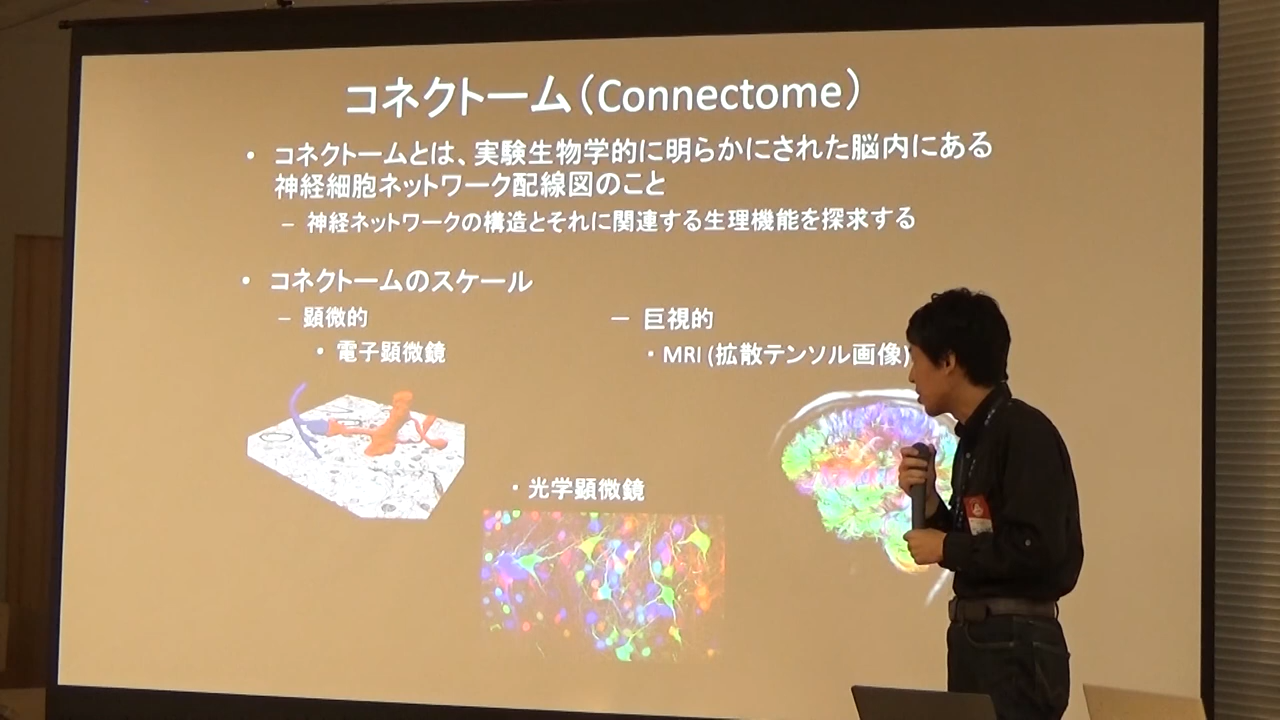 コネクトーム（Connectome）
• コネクトームとは、実験生物学的に明らかにされた脳内にある
神経細胞ネットワーク配線図のこと
– 神経ネットワークの構造とそれに関連する生理機能を探求する
• コネクトームのスケール
– 顕微的
– 巨視的
・電子顕微鏡
・MRI (拡散テンソル画像)
・光学顕微鏡